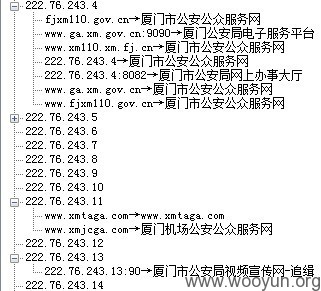 222.76.243.4
fjxm110.gov.cn→厦门市公安公众服务网
www.ga.xm.gov.cn:9090→厦门公安局电子服务平台
www.xm110.xm.fj.cn→厦门市公安公众服务网
222.76.243.4→厦门市公安公众服务网
222.76.243.4:8082→厦门市公安局网上办事大厅
www.ga.xm.gov.cn→厦门市公安公众服务网
www.fjxm110.gov.cn→厦门市公安公众服务网
222.76.243.5
222.76.243.6
222.76.243.7
222.76.243.8
222.76.243.9
222.76.243.10
222.76.243.11
www.xmtaga.com→www.xmtaga.com
www.xmjcga.com→厦门机场公安公众服务网
222.76.243.12
222.76.243.13
222.76.243.13:90→厦门市公安局视频宣传网-追缉
222.76.243.14
www.wooyun.org